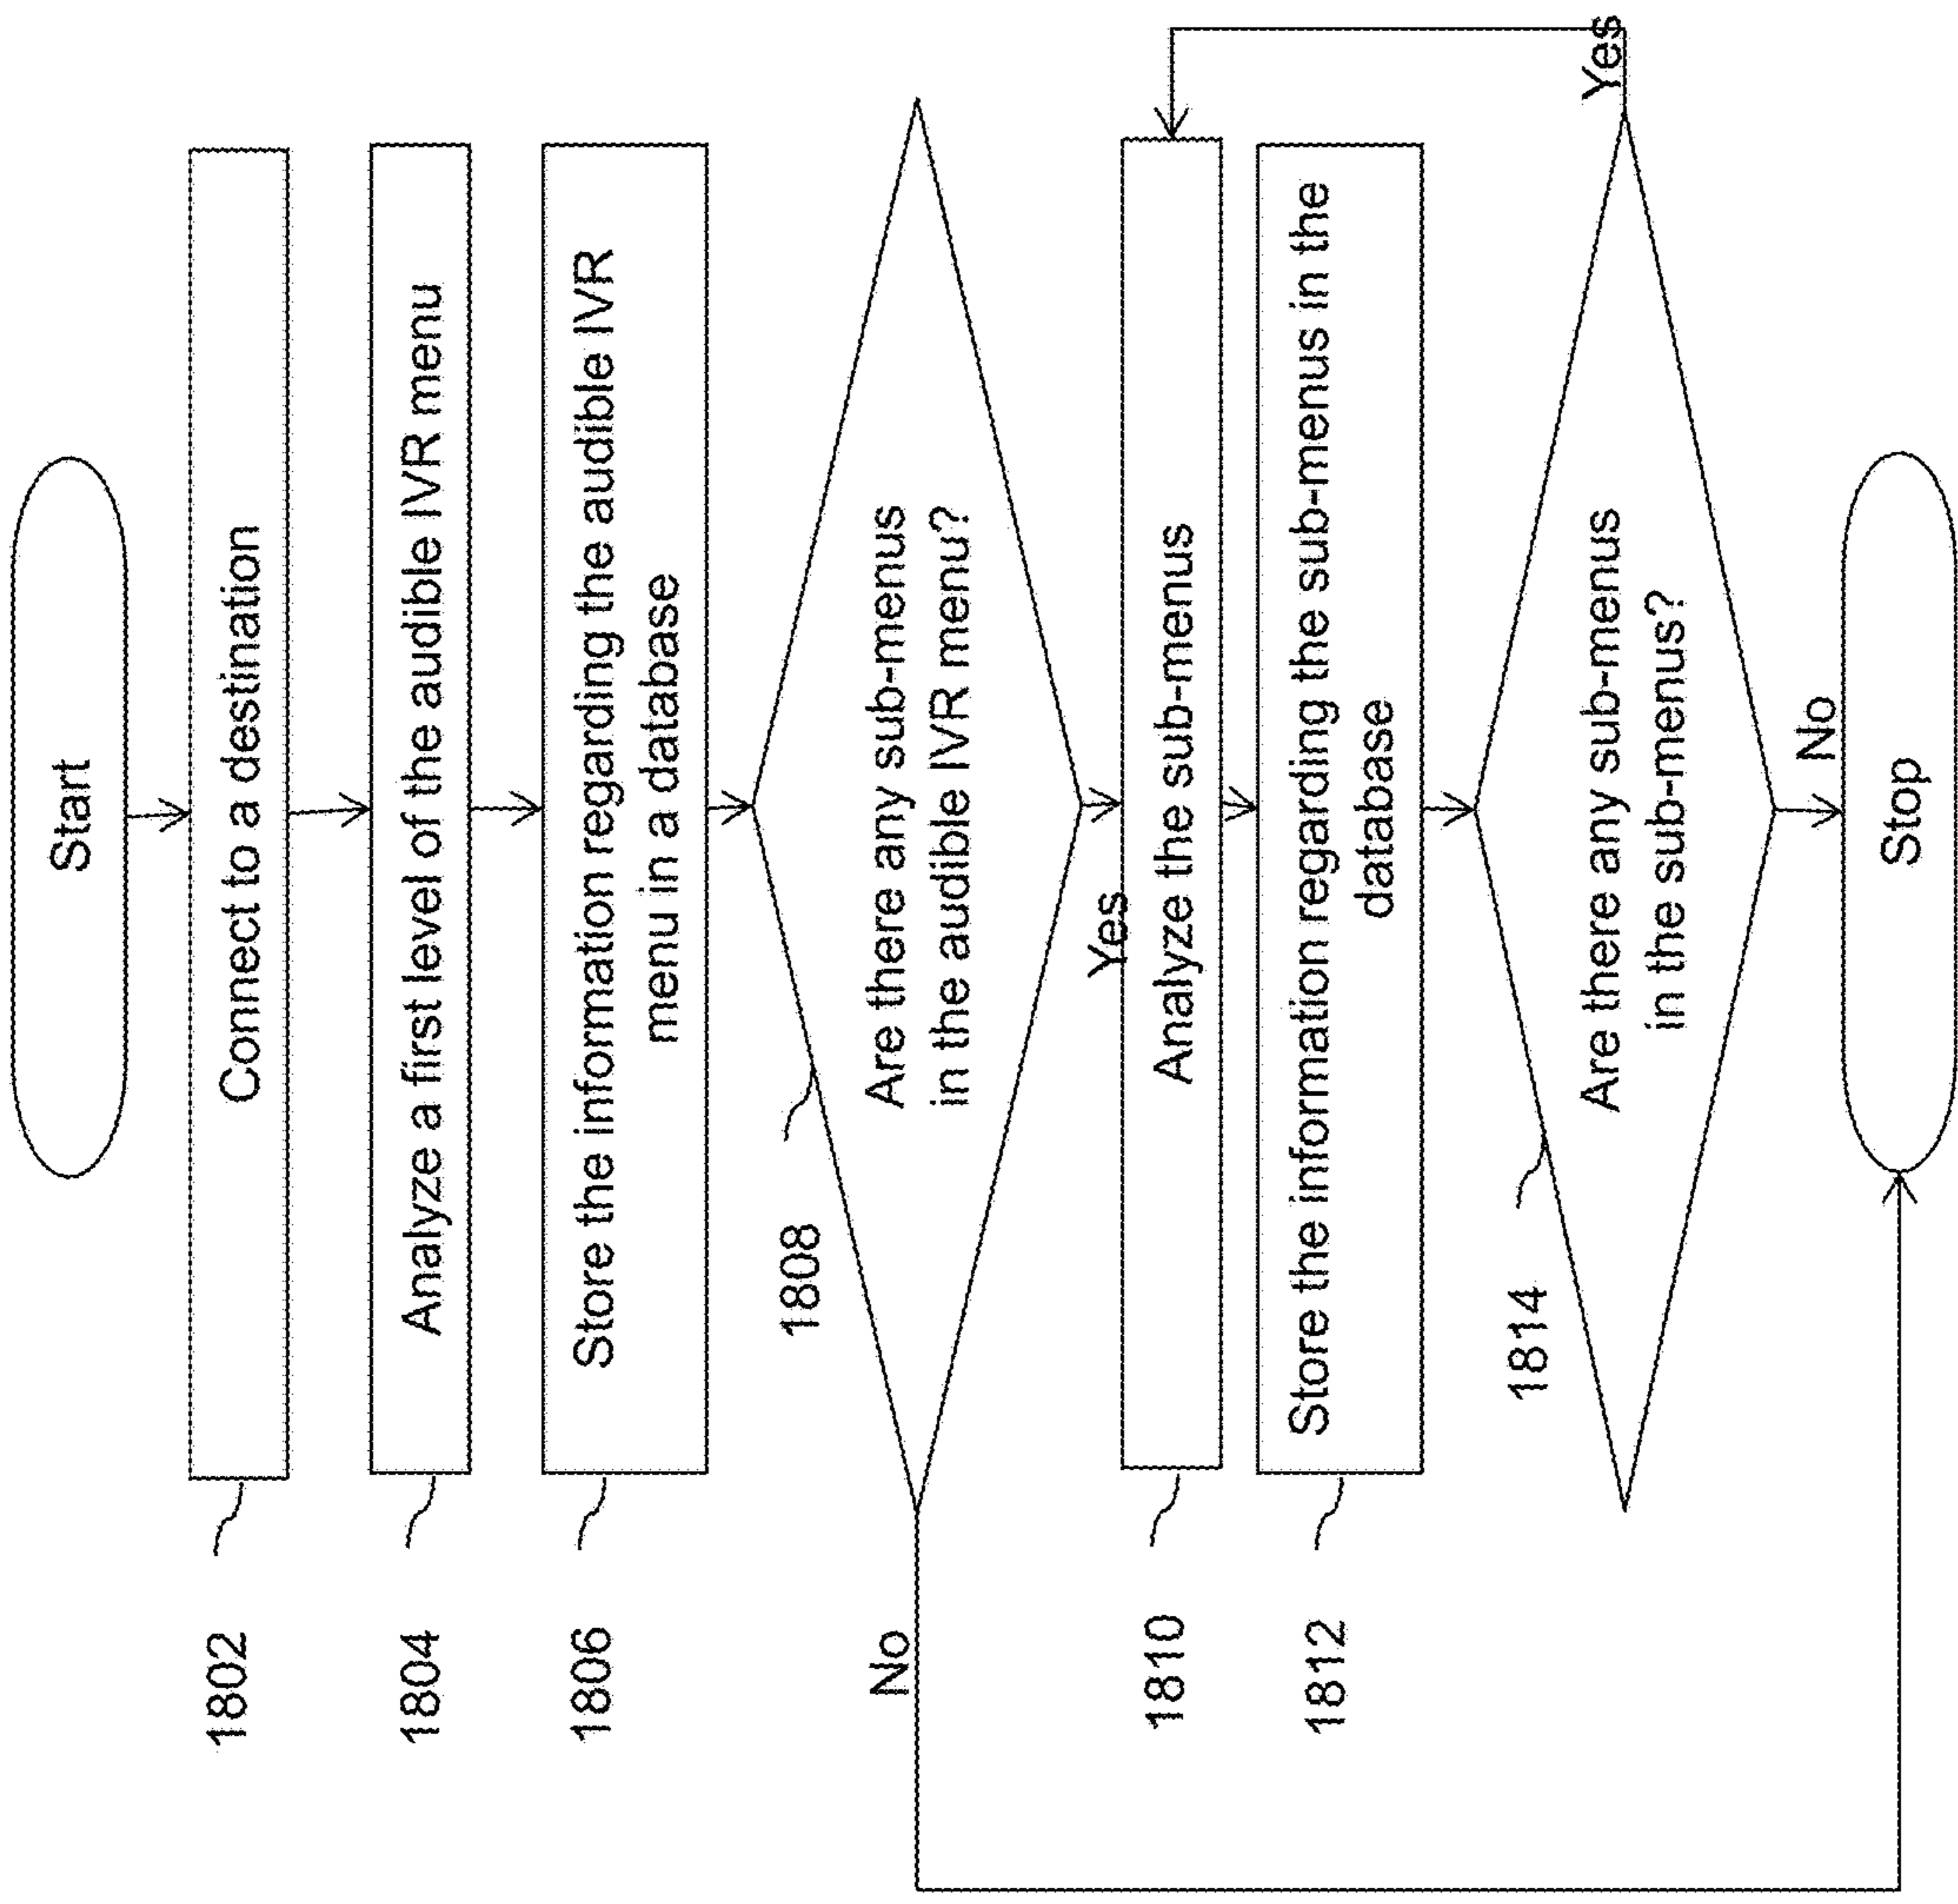 Start
1802
Connect to a destination
1804
Analyze a first level of the audible IVR menu
1806
Store the information regarding the audible IVR
menu in a database
1808
Are there any sub-menus
in the audible IVR menu?
No
Yes
1810
Analyze the sub-menus
1812
Store the information regarding the sub-menus in the
database
1814
Are there any sub-menus
in the sub-menus?
Yes
No
Stop